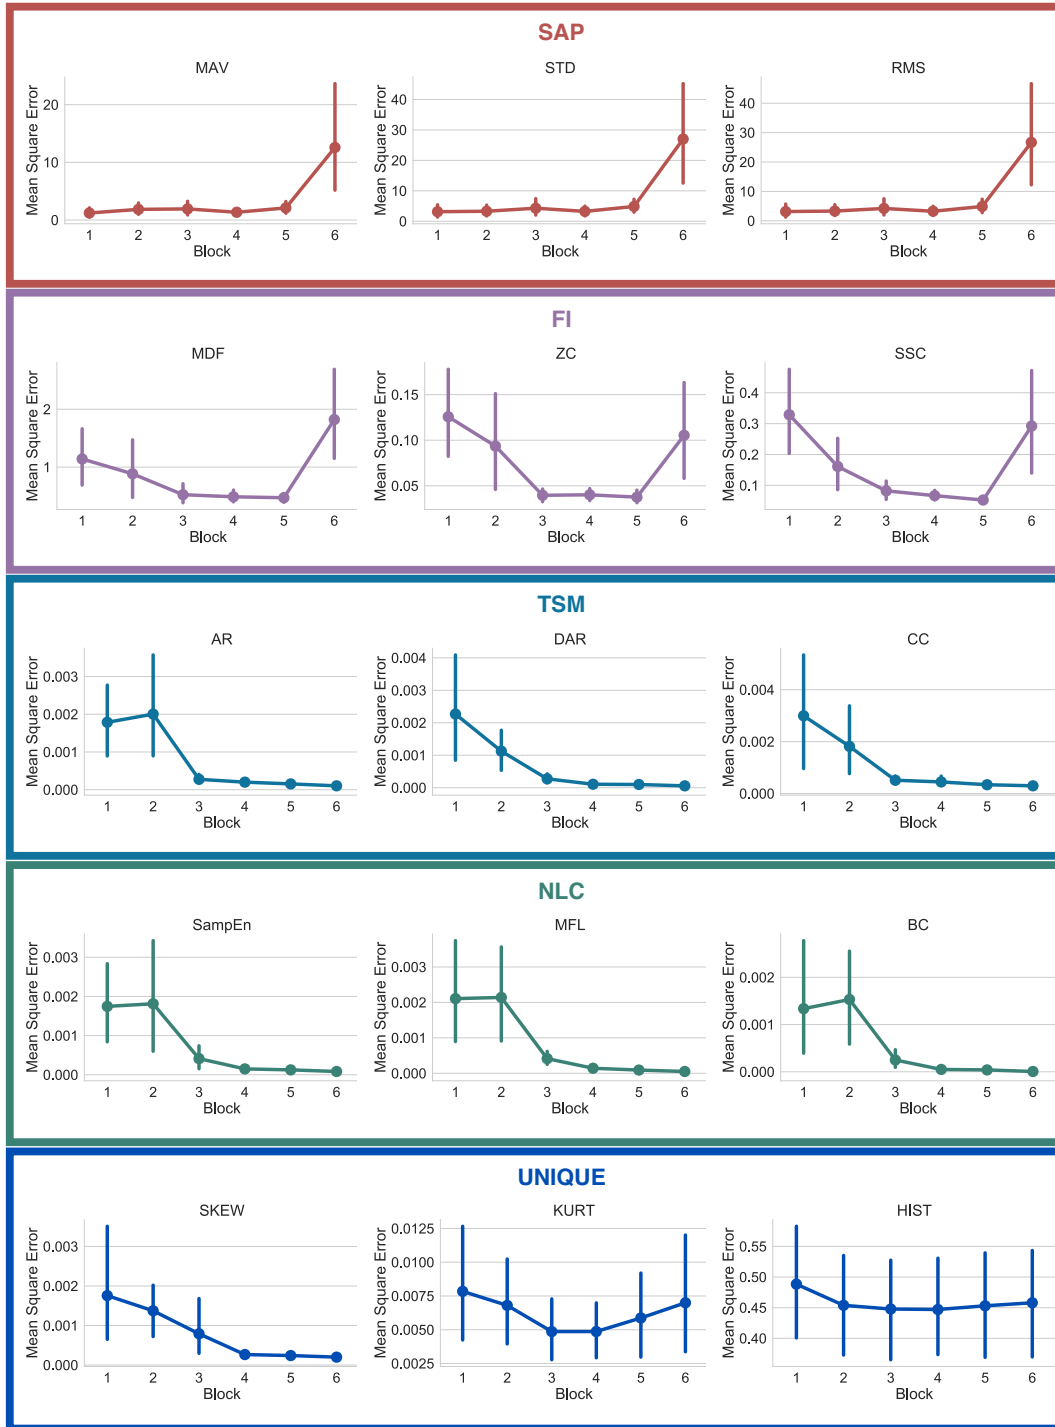 SAP
MAV STD RMS
Mean Square Error Mean Square Error Mean Square Error
20 40 40
30 30
10 20 20
10 10
0 0 0
1 2 3 4 5 6 1 2 3 4 5 6 1 2 3 4 5 6
Block Block Block
FI
MDF ZC SSC
Mean Square Error Mean Square Error Mean Square Error
2 0.15 0.4
0.10 0.3
1 0.05 0.2
0.1
1 2 3 4 5 6 1 2 3 4 5 6 1 2 3 4 5 6
Block Block Block
TSM
AR DAR CC
Mean Square Error Mean Square Error Mean Square Error
0.003 0.004 0.004
0.002 0.003 0.002
0.001 0.002 0.000
0.000 0.001
0.000
1 2 3 4 5 6 1 2 3 4 5 6 1 2 3 4 5 6
Block Block Block
NLC
SampEn MFL BC
Mean Square Error Mean Square Error Mean Square Error
0.003 0.003 0.002
0.002 0.002 0.001
0.001 0.001 0.000
0.000 0.000
1 2 3 4 5 6 1 2 3 4 5 6 1 2 3 4 5 6
Block Block Block
UNIQUE
SKEW KURT HIST
Mean Square Error Mean Square Error Mean Square Error
0.003 0.0125 0.55
0.002 0.0100 0.50
0.001 0.0075 0.45
0.000 0.0050 0.40
0.0025
1 2 3 4 5 6 1 2 3 4 5 6 1 2 3 4 5 6
Block Block Block